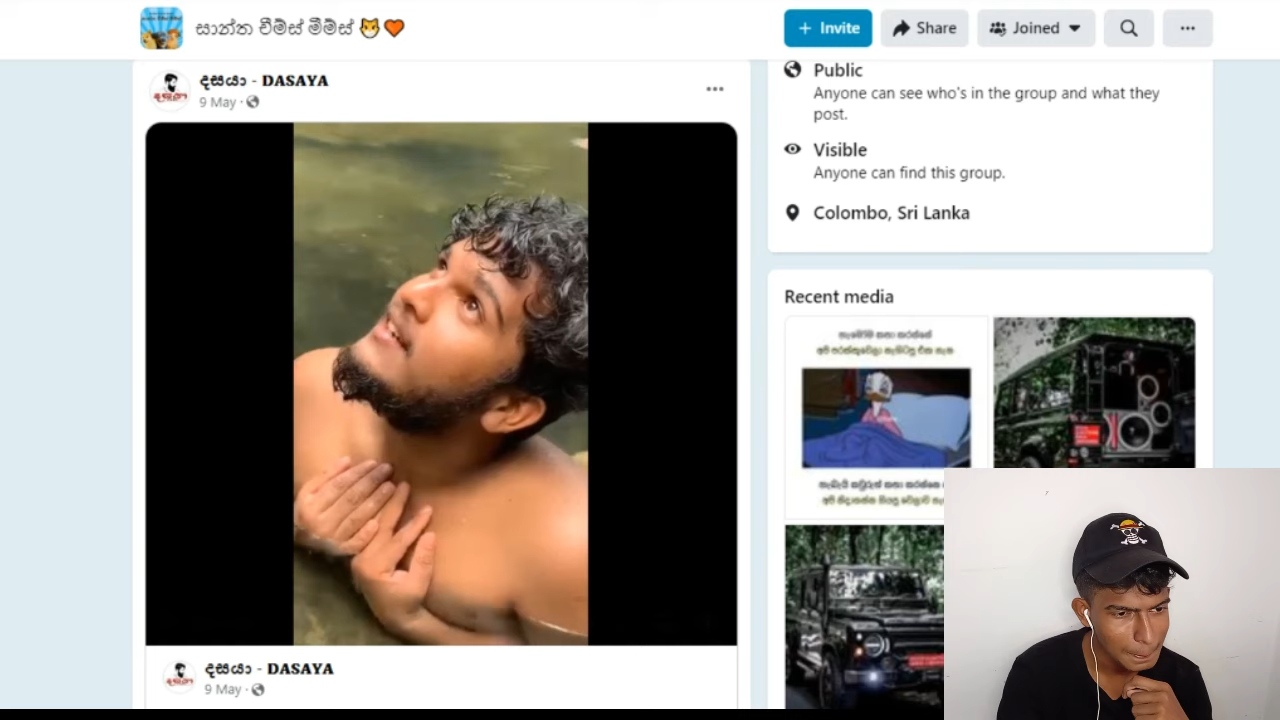 සාන්ත චීම්ස් මීම්ස් 🐱🧡
+ Invite
Share
Joined
දසයා - DASAYA
9 May
Public
Anyone can see who's in the group and what they
post.
Visible
Anyone can find this group.
Colombo, Sri Lanka
Recent media
දසයා - DASAYA
9 May